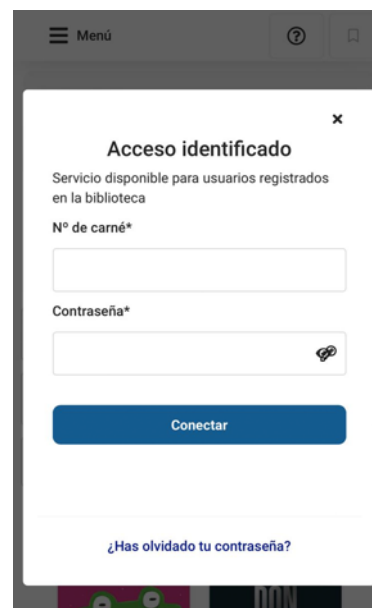 Menú
Acceso identificado
Servicio disponible para usuarios registrados
en la biblioteca
Nº de carné*
Contraseña*
Conectar
¿Has olvidado tu contraseña?
DON